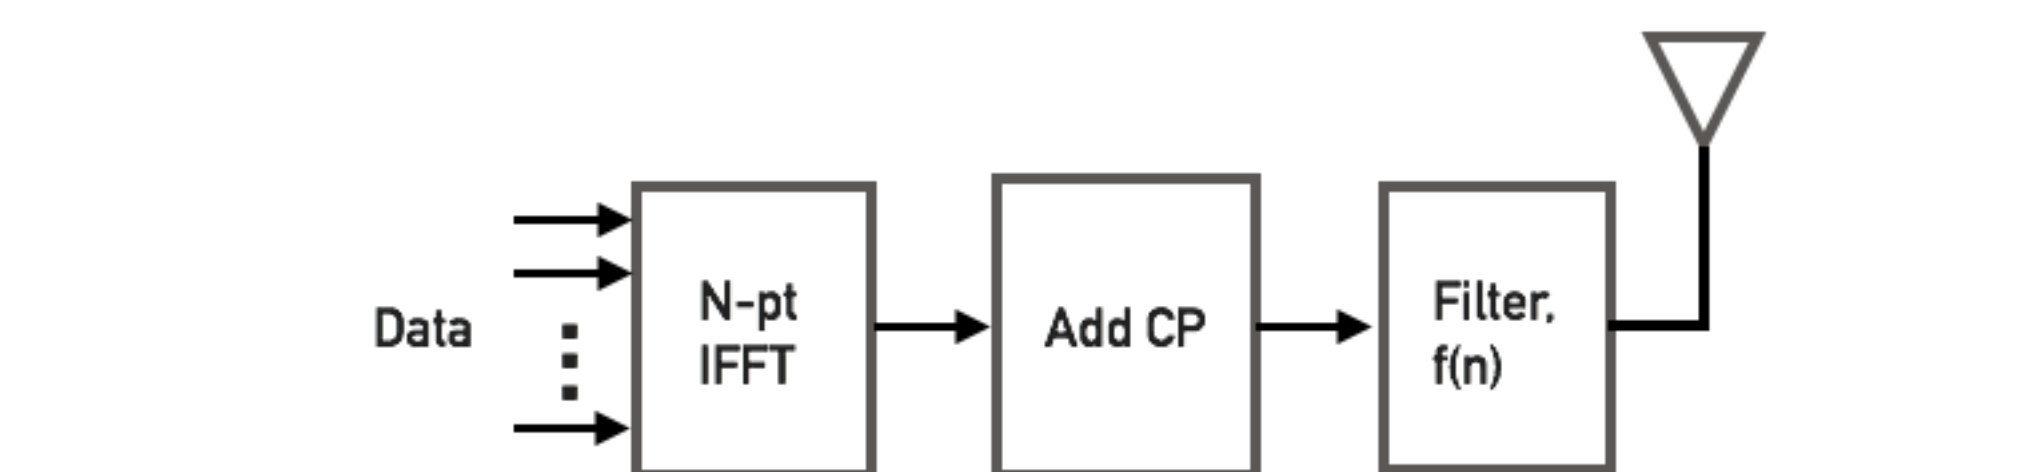 Data
N-pt
IFFT
Add CP
Filter,
f(n)